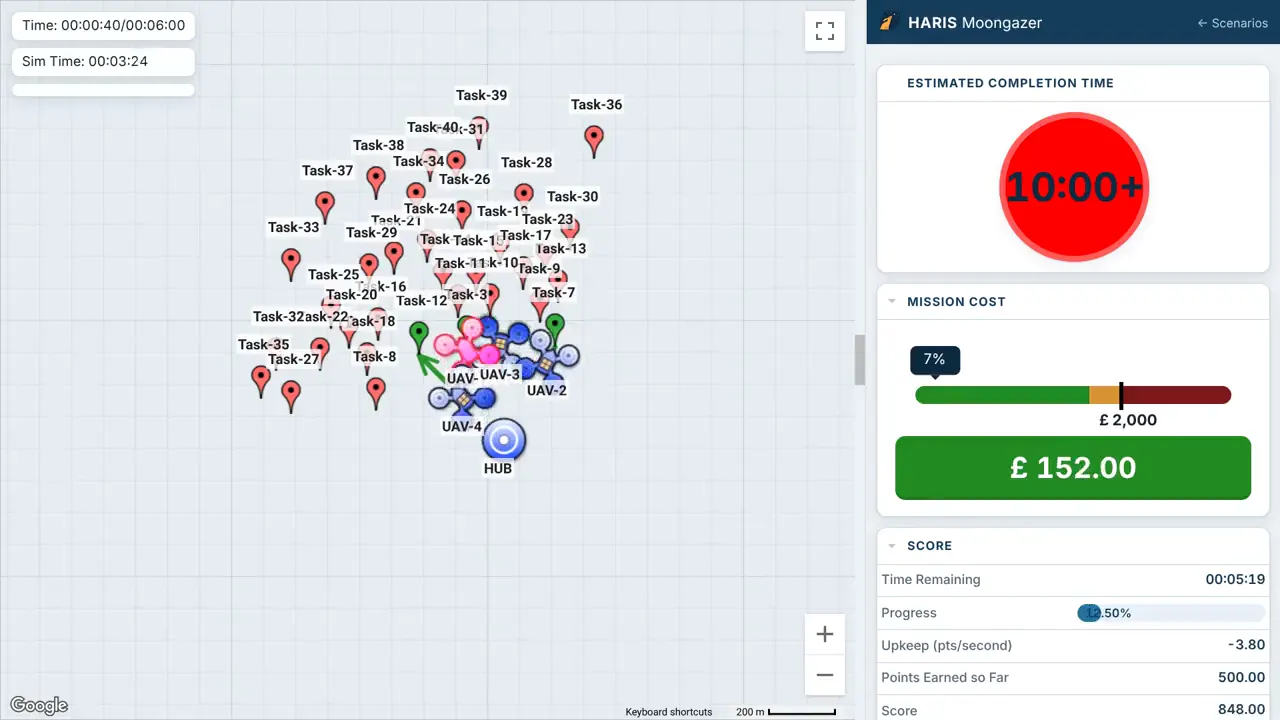 Time: 00:00:40/00:06:00
Sim Time: 00:03:24
Task-39
Task-36
Task-40
Task-38
Task-34
Task-28
Task-37
Task-26
Task-30
Task-24
Task-23
Task-33
Task-29
Task-17
Task-13
Task-9
Task-25
Task-20
Task-12
Task-3
Task-7
Task-32
Task-35
Task-27
Task-8
UAV-3
UAV-2
UAV-4
HUB
Google
Keyboard shortcuts
200 m
HARIS Moongazer
← Scenarios
ESTIMATED COMPLETION TIME
10:00+
MISSION COST
7%
£ 2,000
£ 152.00
SCORE
Time Remaining 00:05:19
Progress 12.50%
Upkeep (pts/second) -3.80
Points Earned so Far 500.00
Score 848.00